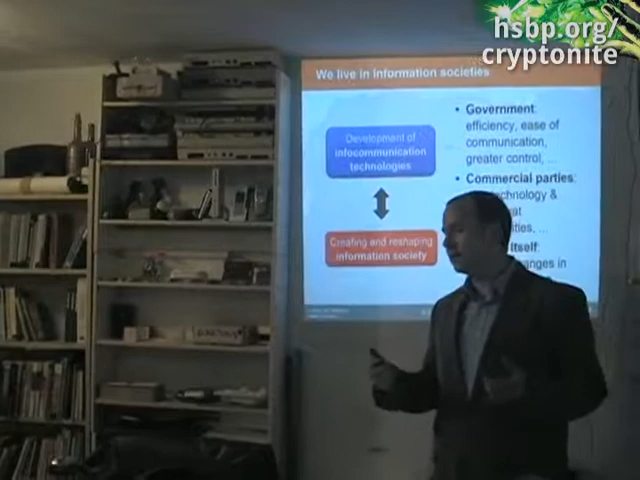 hsbp.org/
cryptonite
We live in Information societies
Development of
infocommunication
technologies
Creating and reshaping
information society
• Government:
efficiency, ease of
communication,
greater control, ...
• Commercial parties:
technology &
...
Itself:
in